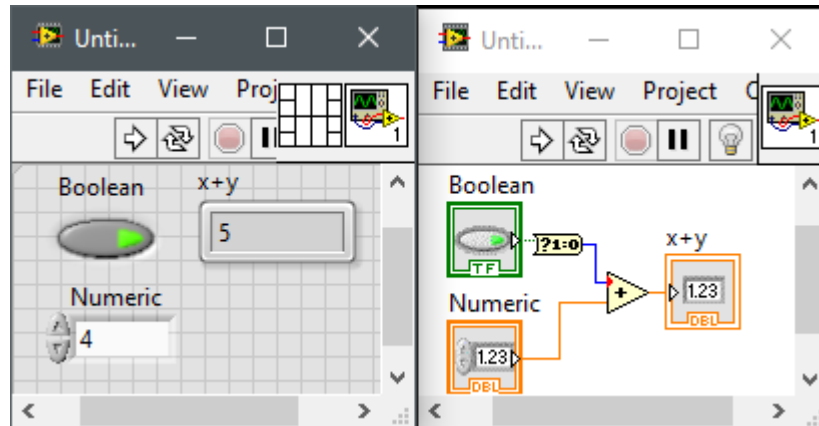 Unti...
File Edit View Proj
1
Boolean
x+y
5
Numeric
4
Unti...
File Edit View Project
1
Boolean
TF
?1:0
x+y
+
1.23
DBL
Numeric
1.23
DBL